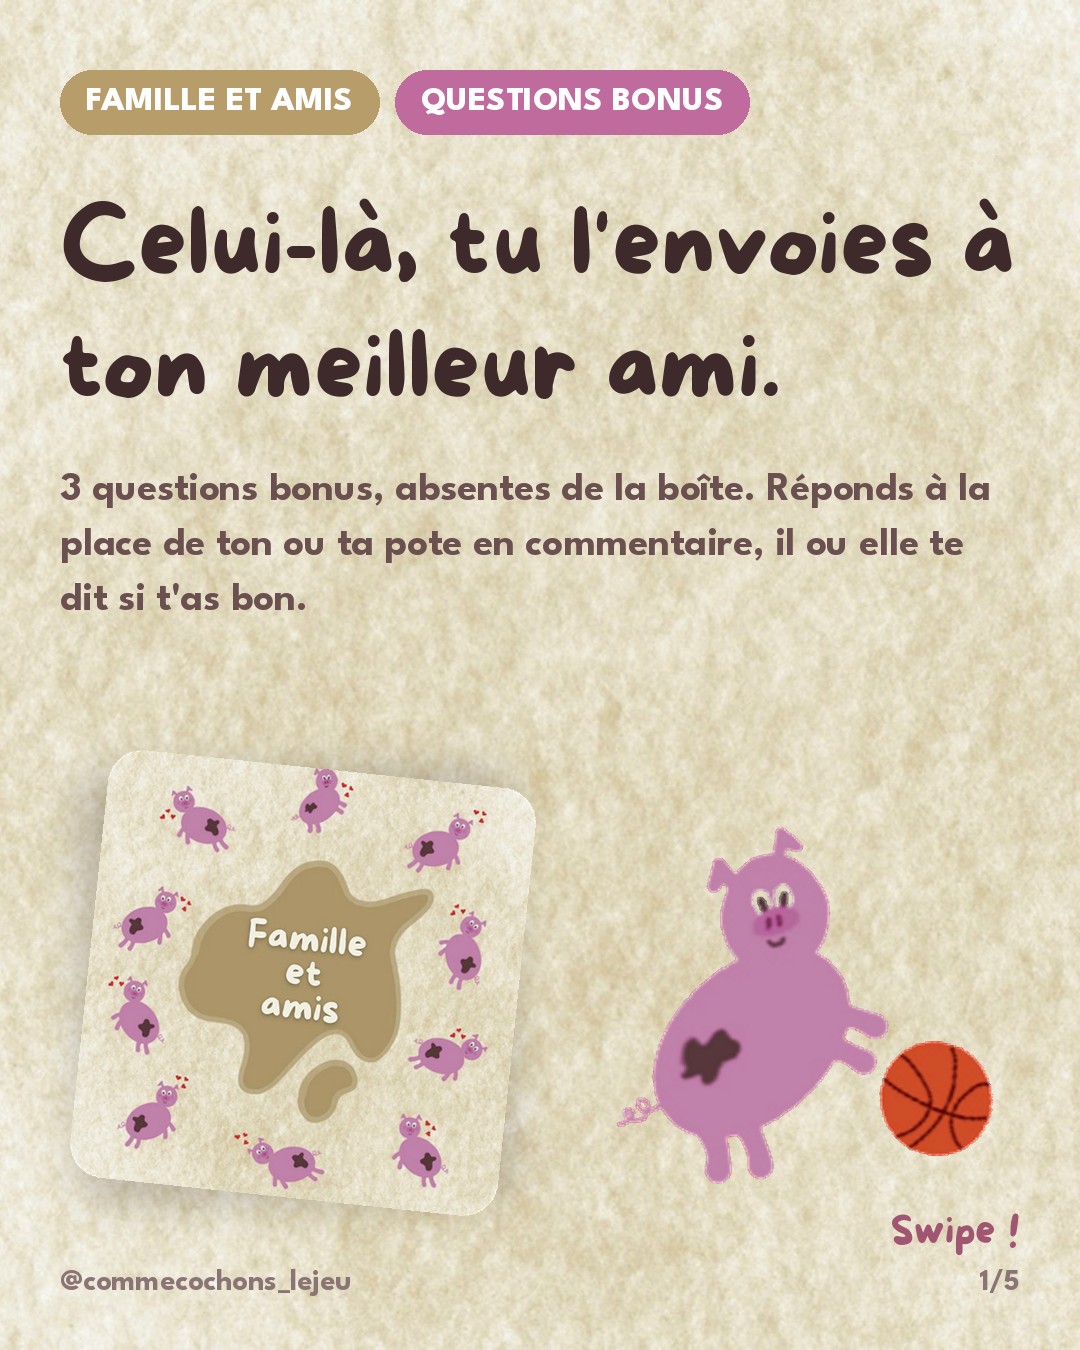 FAMILLE ET AMIS
QUESTIONS BONUS
Celui-là, tu l'envoies à
ton meilleur ami.
3 questions bonus, absentes de la boîte. Réponds à la
place de ton ou ta pote en commentaire, il ou elle te
dit si t'as bon.
Famille
et
amis
Swipe !
@commecochons_lejeu
1/5